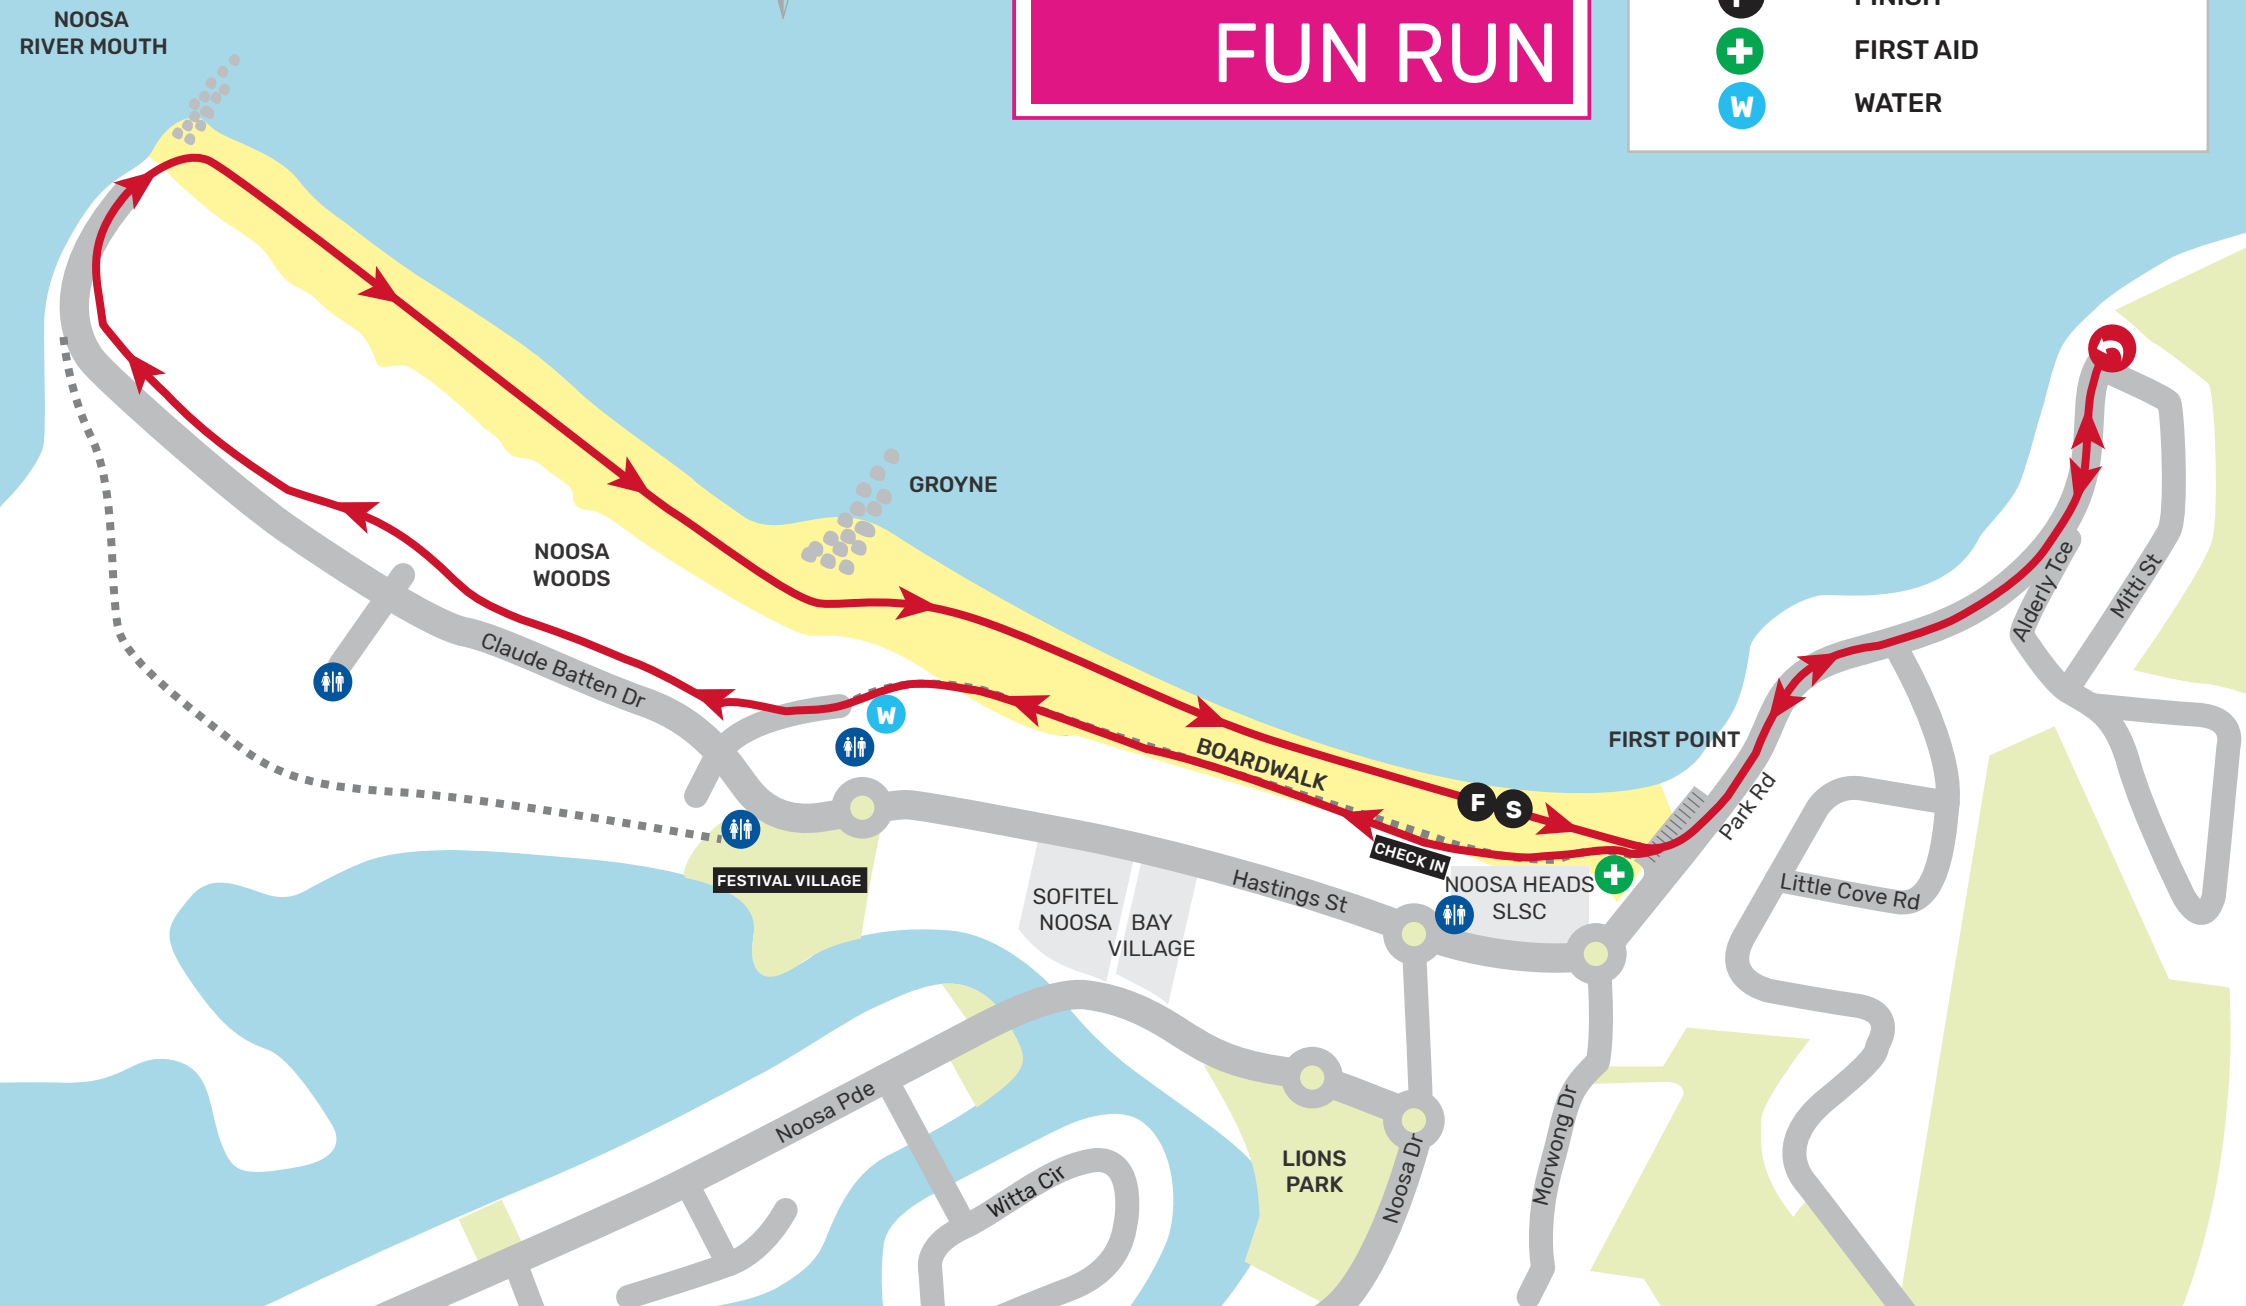 NOOSA
RIVER MOUTH
FUN RUN
FIRST AID
W
WATER
GROYNE
NOOSA
WOODS
Claude Batten Dr
W
BOARDWALK
F
S
CHECK IN
FIRST POINT
Park Rd
Alderly Tce
Mitti St
FESTIVAL VILLAGE
SOFITEL
NOOSA
BAY
VILLAGE
Hastings St
NOOSA HEADS
SLSC
Little Cove Rd
Noosa Pde
Witta Cir
LIONS
PARK
Noosa Dr
Morwong Dr